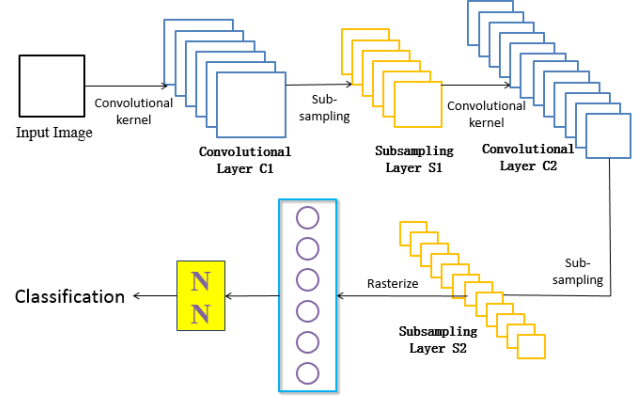 Input Image
Convolutional
kernel
Convolutional
Layer C1
Sub-
sampling
Subsampling
Layer S1
Convolutional
kernel
Convolutional
Layer C2
Sub-
sampling
Subsampling
Layer S2
Rasterize
N
N
Classification